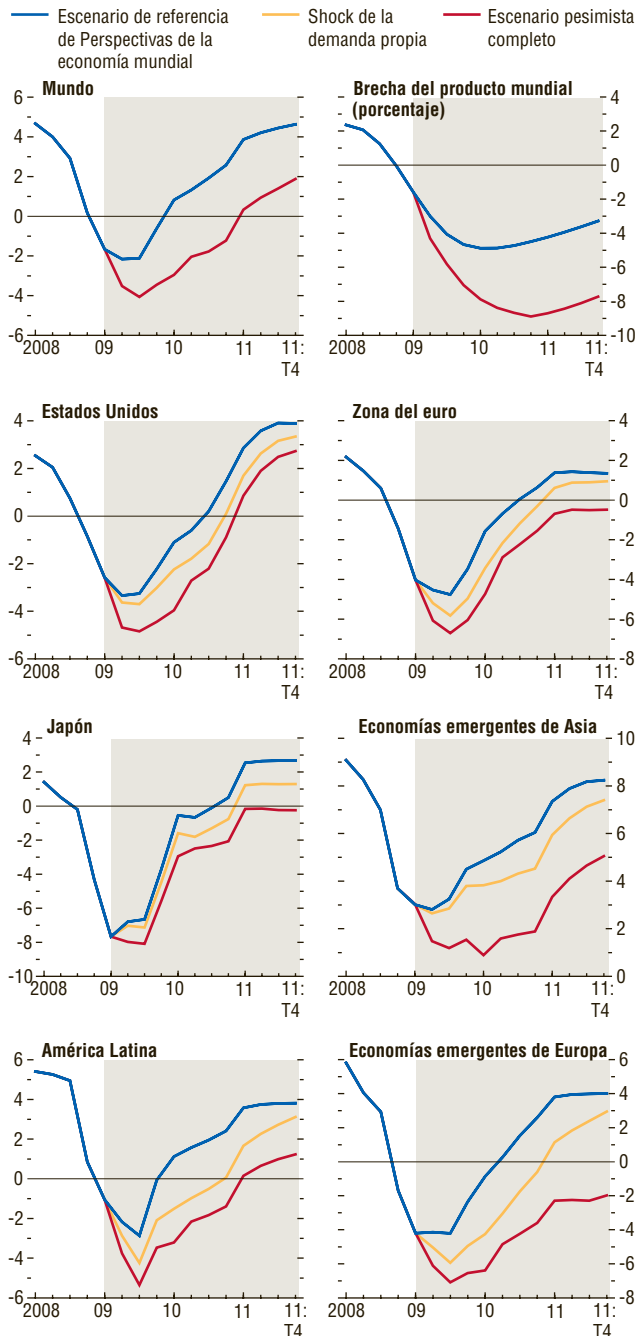 Escenario de referencia
de Perspectivas de la
economía mundial
Shock de la
demanda propia
Escenario pesimista
completo
Mundo
6
4
2
0
-2
-4
-6
2008 09 10 11 11:
T4
Brecha del producto mundial
(porcentaje)
4
2
0
-2
-4
-6
-8
-10
2008 09 10 11 11:
T4
Estados Unidos
4
2
0
-2
-4
-6
2008 09 10 11 11:
T4
Zona del euro
4
2
0
-2
-4
-6
-8
2008 09 10 11 11:
T4
Japón
4
2
0
-2
-4
-6
-8
-10
2008 09 10 11 11:
T4
Economías emergentes de Asia
10
8
6
4
2
0
2008 09 10 11 11:
T4
América Latina
6
4
2
0
-2
-4
-6
2008 09 10 11 11:
T4
Economías emergentes de Europa
6
4
2
0
-2
-4
-6
-8
2008 09 10 11 11:
T4